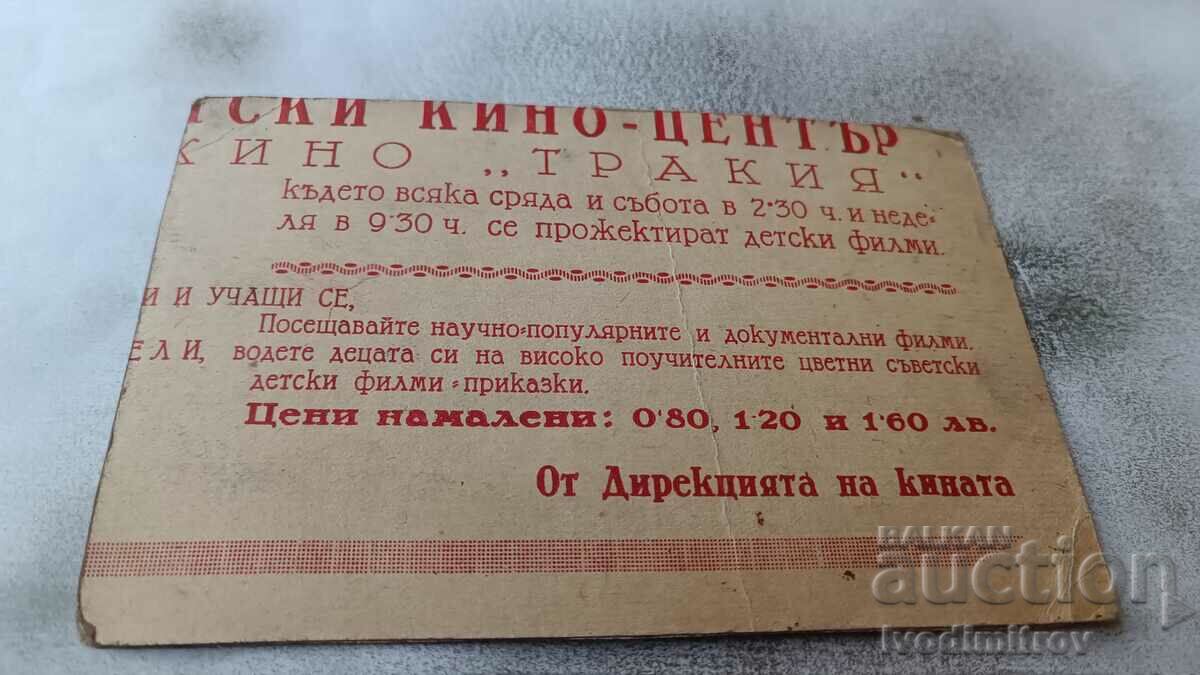 ТСКИ КИНО-ЦЕНТЪР
КИНО „ТРАКИЯ“
където всяка сряда и събота в 2·30 ч. и неде-
ля в 9·30 ч. се прожектират детски филми.
И И УЧАЩИ СЕ,
Посещавайте научно-популярните и документални филми.
ЕЛИ, водете децата си на високо поучителните цветни съветски
детски филми-приказки.
Цени намалени: 0·80, 1·20 и 1·60 лв.
От Дирекцията на кината
BALKAN
auction
ivodimitrov